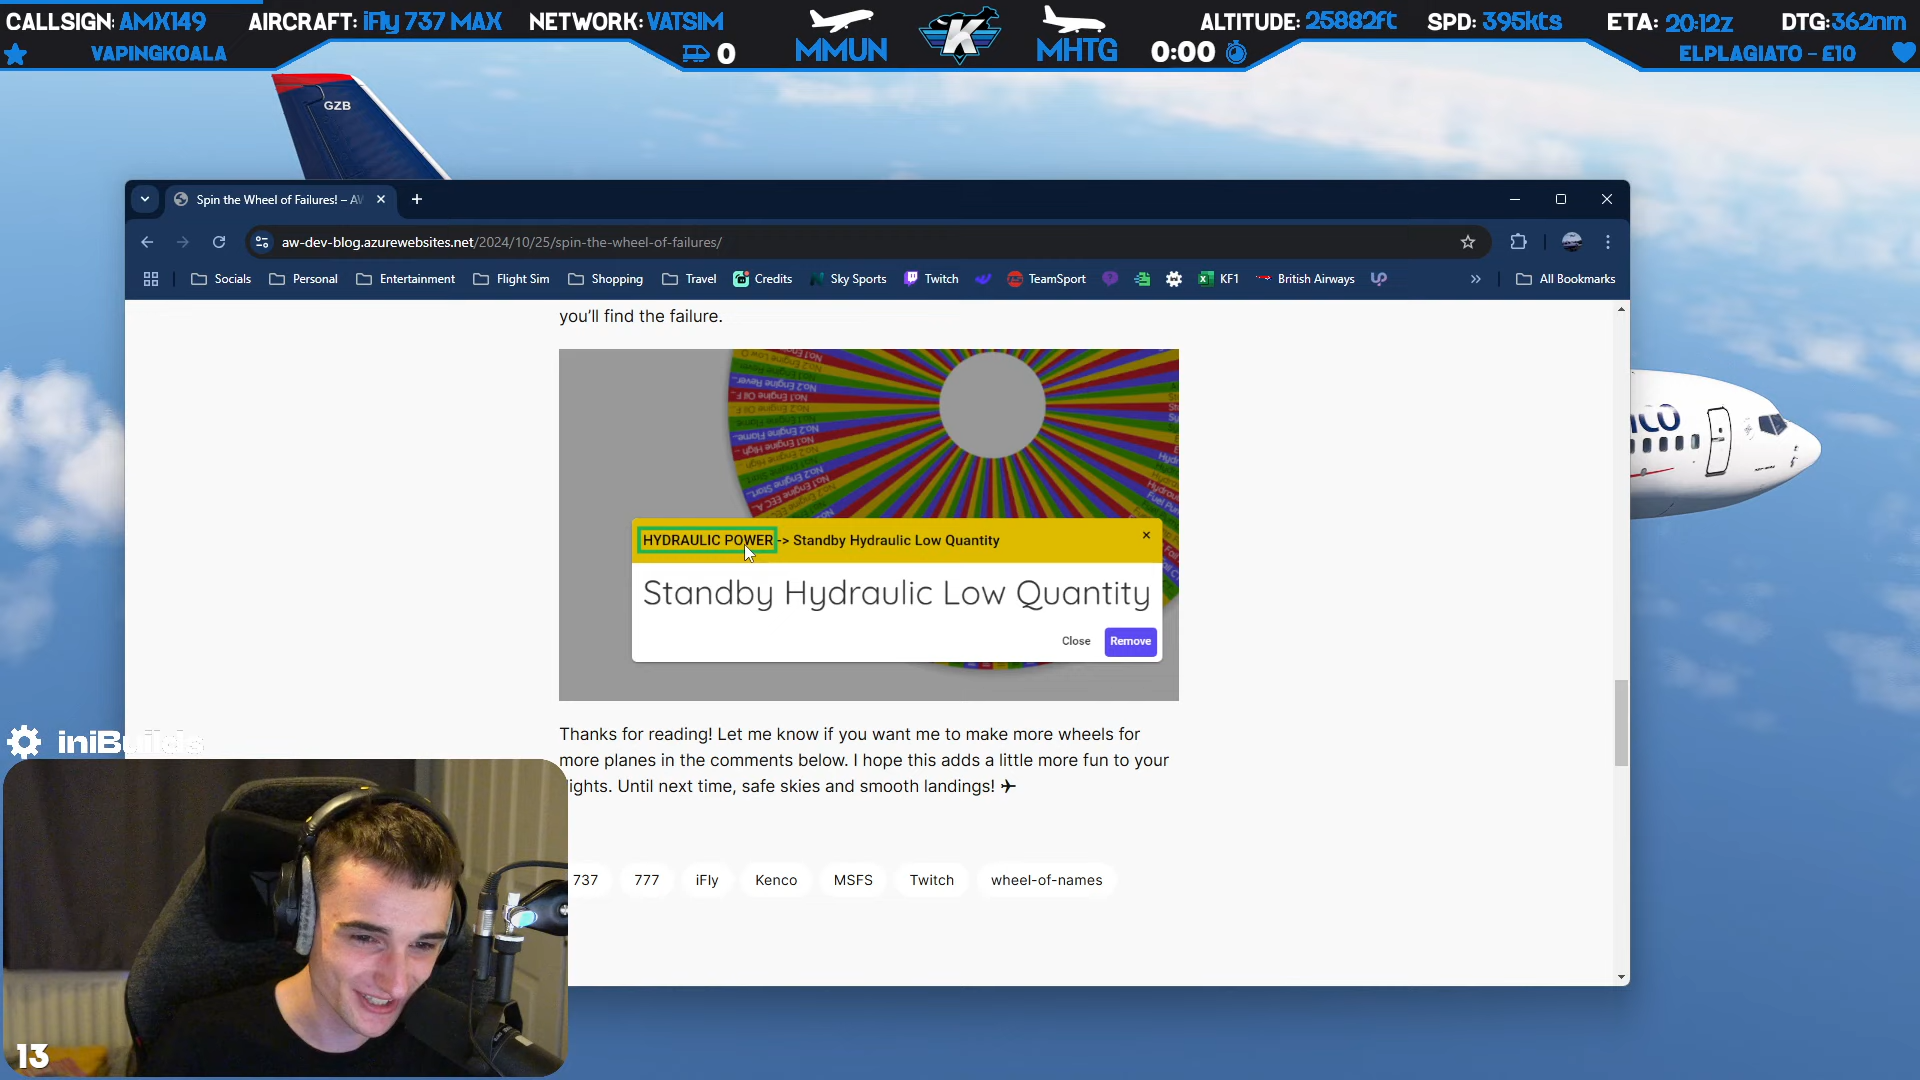 CALLSIGN: AMX149 AIRCRAFT: iFly 737 MAX NETWORK: VATSIM MMUN K MHTG ALTITUDE: 25882ft SPD: 395kts ETA: 20:12z DTG:362nm
VAPINGKOALA 0 0:00 ELPLAGIATO - £10
GZB
Spin the Wheel of Failures! – AV
aw-dev-blog.azurewebsites.net/2024/10/25/spin-the-wheel-of-failures/
Socials Personal Entertainment Flight Sim Shopping Travel Credits Sky Sports Twitch TeamSport KF1 British Airways All Bookmarks
you'll find the failure.
HYDRAULIC POWER -> Standby Hydraulic Low Quantity
Standby Hydraulic Low Quantity
Close Remove
Thanks for reading! Let me know if you want me to make more wheels for
more planes in the comments below. I hope this adds a little more fun to your
ights. Until next time, safe skies and smooth landings! ✈
737 777 iFly Kenco MSFS Twitch wheel-of-names
iniBuilds
13